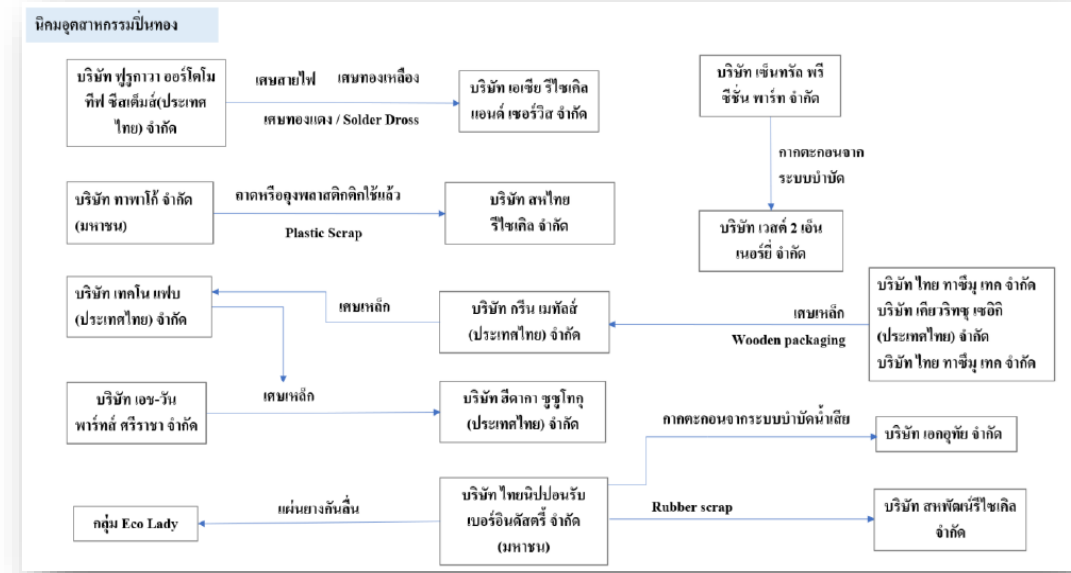 นิคมอุตสาหกรรมปิ่นทอง
บริษัท ฟูรูกาวา ออร์โตโม
ทีฟ ซีสเต็มส์(ประเทศ
ไทย) จำกัด
เศษสายไฟ เศษทองเหลือง
เศษทองแดง / Solder Dross
บริษัท เอเชีย รีไซเคิล
แอนด์ เซอร์วิส จำกัด
บริษัท เซ็นทรัล พรี
ซิชั่น พาร์ท จำกัด
กากตะกอนจาก
ระบบบำบัด
บริษัท เวสต์ 2 เอ็น
เนอร์ยี่ จำกัด
บริษัท ทาพาโก้ จำกัด
(มหาชน)
ถาดหรือถุงพลาสติกติกใช้แล้ว
Plastic Scrap
บริษัท สหไทย
รีไซเคิล จำกัด
บริษัท เทคโน แฟบ
(ประเทศไทย) จำกัด
เศษเหล็ก
บริษัท กรีน เมทัลส์
(ประเทศไทย) จำกัด
เศษเหล็ก
Wooden packaging
บริษัท ไทย ทาซึมุ เทค จำกัด
บริษัท เคียวริทซุ เซอิกิ
(ประเทศไทย) จำกัด
บริษัท ไทย ทาซึมุ เทค จำกัด
บริษัท เอช-วัน
พาร์ทส์ ศรีราชา จำกัด
เศษเหล็ก
บริษัท ฮีดากา ซูซูโทกุ
(ประเทศไทย) จำกัด
กากตะกอนจากระบบบำบัดน้ำเสีย
บริษัท เอกอุทัย จำกัด
กลุ่ม Eco Lady
แผ่นยางกันลื่น
บริษัท ไทยนิปปอนรับ
เบอร์อินดัสตรี้ จำกัด
(มหาชน)
Rubber scrap
บริษัท สหพัฒน์รีไซเคิล
จำกัด